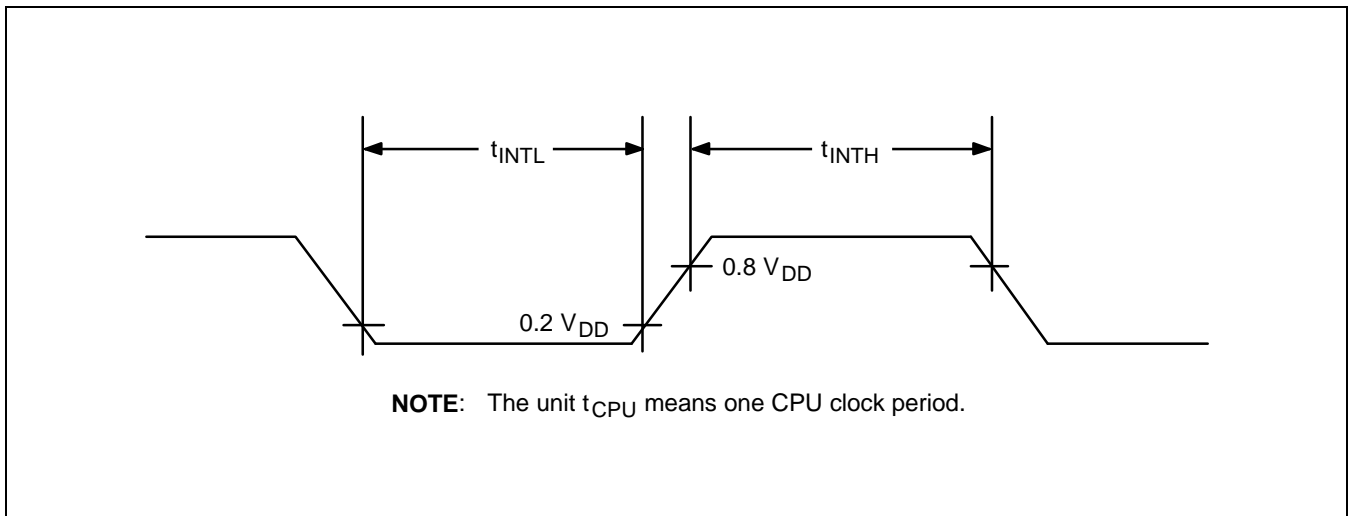 tINTL
tINTH
0.8 VDD
0.2 VDD
NOTE: The unit tCPU means one CPU clock period.